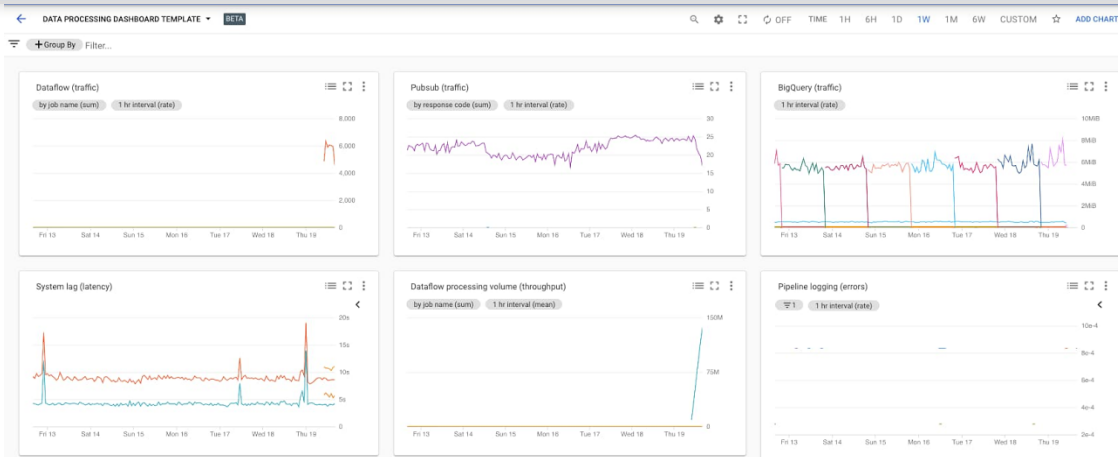 DATA PROCESSING DASHBOARD TEMPLATE BETA OFF TIME 1H 6H 1D 1W 1M 6W CUSTOM ADD CHART
+ Group By Filter...
Dataflow (traffic)
by job name (sum) 1 hr interval (rate)
8,000
6,000
4,000
2,000
0
Fri 13 Sat 14 Sun 15 Mon 16 Tue 17 Wed 18 Thu 19
Pubsub (traffic)
by response code (sum) 1 hr interval (rate)
30
25
20
15
10
5
0
Fri 13 Sat 14 Sun 15 Mon 16 Tue 17 Wed 18 Thu 19
BigQuery (traffic)
1 hr interval (rate)
10MiB
8MiB
6MiB
4MiB
2MiB
0
Fri 13 Sat 14 Sun 15 Mon 16 Tue 17 Wed 18 Thu 19
System lag (latency)
20s
15s
10s
5s
0
Fri 13 Sat 14 Sun 15 Mon 16 Tue 17 Wed 18 Thu 19
Dataflow processing volume (throughput)
by job name (sum) 1 hr interval (mean)
150M
75M
0
Fri 13 Sat 14 Sun 15 Mon 16 Tue 17 Wed 18 Thu 19
Pipeline logging (errors)
1 1 hr interval (rate)
10e-4
8e-4
6e-4
4e-4
2e-4
Fri 13 Sat 14 Sun 15 Mon 16 Tue 17 Wed 18 Thu 19